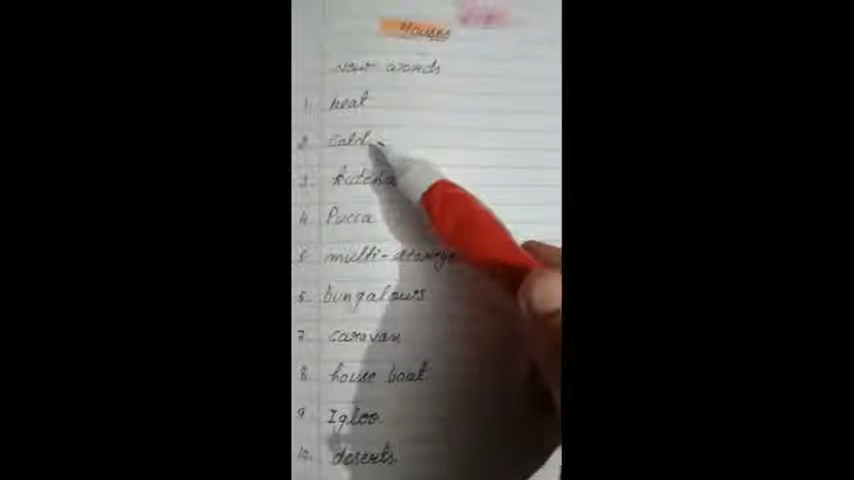 Houses
New words
1. heat
2. cold
3. kutcha
4. Pucca
5. multi-storeye
6. bungalows
7. caravan
8. house boat
9. Igloo
10. deserts